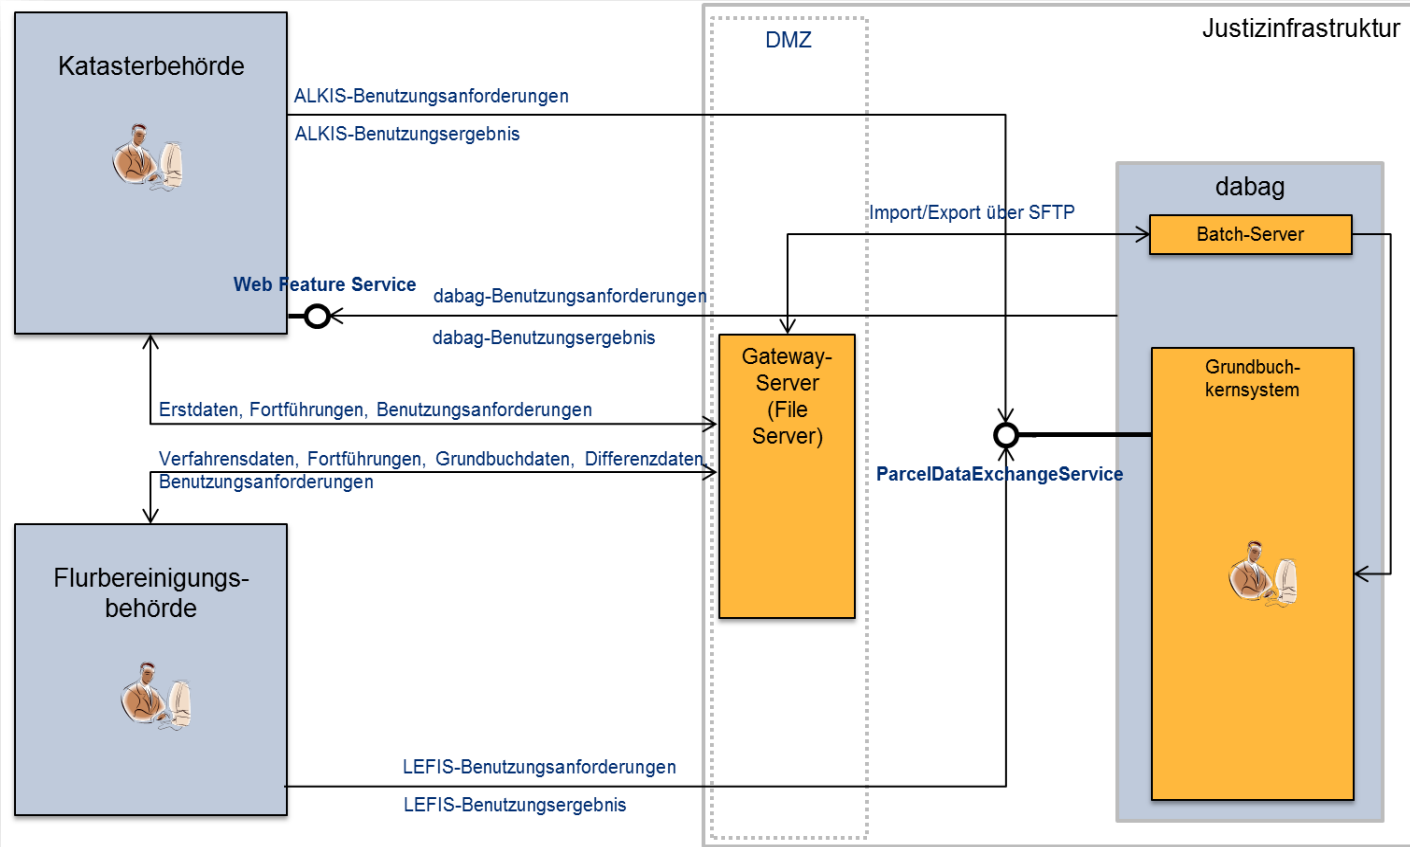 Justizinfrastruktur
DMZ
Katasterbehörde
ALKIS-Benutzungsanforderungen
ALKIS-Benutzungsergebnis
dabag
Import/Export über SFTP
Batch-Server
Web Feature Service
dabag-Benutzungsanforderungen
dabag-Benutzungsergebnis
Gateway-
Server
(File
Server)
Grundbuch-
kernsystem
Erstdaten, Fortführungen, Benutzungsanforderungen
Verfahrensdaten, Fortführungen, Grundbuchdaten, Differenzdaten,
Benutzungsanforderungen
ParcelDataExchangeService
Flurbereinigungs-
behörde
LEFIS-Benutzungsanforderungen
LEFIS-Benutzungsergebnis